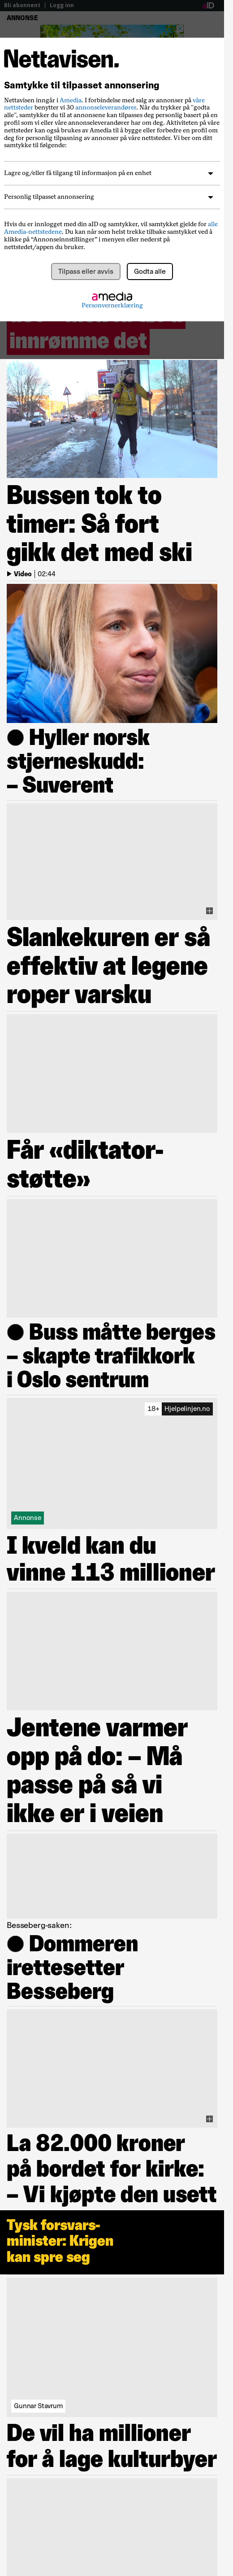 Bli abonnent | Logg inn
aID
ANNONSE
Nettavisen.
Samtykke til tilpasset annonsering
Nettavisen inngår i Amedia. I forbindelse med salg av annonser på våre
nettsteder benytter vi 30 annonseleverandører. Når du trykker på "godta
alle", samtykker du til at annonsene kan tilpasses deg personlig basert på
profilen som vi og våre annonseleverandører har om deg. Aktiviteter på våre
nettsteder kan også brukes av Amedia til å bygge eller forbedre en profil om
deg for personlig tilpasning av annonser på våre nettsteder. Vi ber om ditt
samtykke til følgende:
Lagre og/eller få tilgang til informasjon på en enhet
Personlig tilpasset annonsering
Hvis du er innlogget med din aID og samtykker, vil samtykket gjelde for alle
Amedia-nettstedene. Du kan når som helst trekke tilbake samtykke ved å
klikke på “Annonseinnstillinger” i menyen eller nederst på
nettstedet/appen du bruker.
Tilpass eller avvis
Godta alle
amedia
Personvernerklæring
innrømme det
Bussen tok to
timer: Så fort
gikk det med ski
Video | 02:44
● Hyller norsk
stjerneskudd:
– Suverent
Slankekuren er så
effektiv at legene
roper varsku
Får «diktator-
støtte»
● Buss måtte berges
– skapte trafikkork
i Oslo sentrum
18+ Hjelpelinjen.no
Annonse
I kveld kan du
vinne 113 millioner
Jentene varmer
opp på do: – Må
passe på så vi
ikke er i veien
Besseberg-saken:
● Dommeren
irettesetter
Besseberg
La 82.000 kroner
på bordet for kirke:
– Vi kjøpte den usett
Tysk forsvars-
minister: Krigen
kan spre seg
Gunnar Stavrum
De vil ha millioner
for å lage kulturbyer